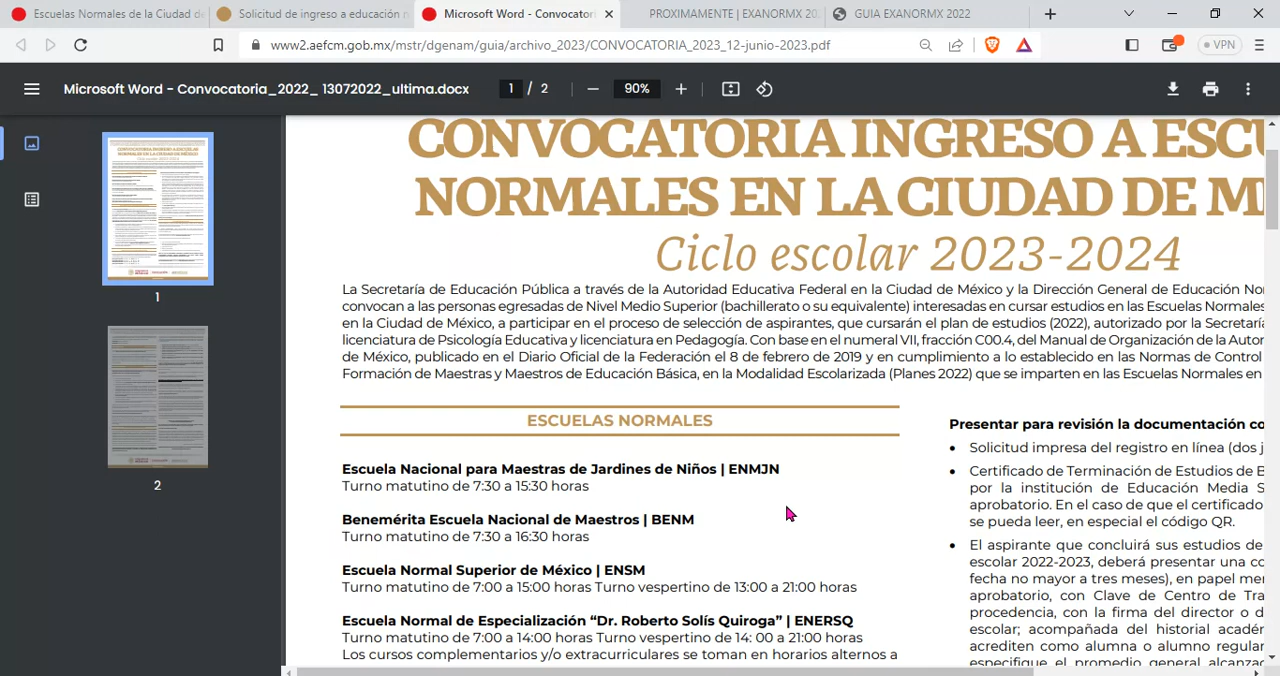 Escuelas Normales de la Ciudad d
Solicitud de ingreso a educación n
Microsoft Word - Convocatori
PROXIMAMENTE | EXANORMX 20
GUIA EXANORMX 2022
www2.aefcm.gob.mx/mstr/dgenam/guia/archivo_2023/CONVOCATORIA_2023_12-junio-2023.pdf
VPN
Microsoft Word - Convocatoria_2022_ 13072022_ultima.docx
1 / 2
90%
1
2
CONVOCATORIA INGRESO A ESCU
NORMALES EN LA CIUDAD DE M
Ciclo escolar 2023-2024
La Secretaría de Educación Pública a través de la Autoridad Educativa Federal en la Ciudad de México y la Dirección General de Educación No
convocan a las personas egresadas de Nivel Medio Superior (bachillerato o su equivalente) interesadas en cursar estudios en las Escuelas Normales
en la Ciudad de México, a participar en el proceso de selección de aspirantes, que cursarán el plan de estudios (2022), autorizado por la Secretaría
licenciatura de Psicología Educativa y licenciatura en Pedagogía. Con base en el numeral VII, fracción C00.4, del Manual de Organización de la Autor
de México, publicado en el Diario Oficial de la Federación el 8 de febrero de 2019 y en cumplimiento a lo establecido en las Normas de Control
Formación de Maestras y Maestros de Educación Básica, en la Modalidad Escolarizada (Planes 2022) que se imparten en las Escuelas Normales en
ESCUELAS NORMALES
Escuela Nacional para Maestras de Jardines de Niños | ENMJN
Turno matutino de 7:30 a 15:30 horas
Benemérita Escuela Nacional de Maestros | BENM
Turno matutino de 7:30 a 16:30 horas
Escuela Normal Superior de México | ENSM
Turno matutino de 7:00 a 15:00 horas Turno vespertino de 13:00 a 21:00 horas
Escuela Normal de Especialización “Dr. Roberto Solís Quiroga” | ENERSQ
Turno matutino de 7:00 a 14:00 horas Turno vespertino de 14: 00 a 21:00 horas
Los cursos complementarios y/o extracurriculares se toman en horarios alternos a
Presentar para revisión la documentación co
• Solicitud impresa del registro en línea (dos j
• Certificado de Terminación de Estudios de B
por la institución de Educación Media S
aprobatorio. En el caso de que el certificado
se pueda leer, en especial el código QR.
• El aspirante que concluirá sus estudios de
escolar 2022-2023, deberá presentar una co
fecha no mayor a tres meses), en papel mem
aprobatorio, con Clave de Centro de Tra
procedencia, con la firma del director o d
escolar; acompañada del historial acadé
acrediten como alumna o alumno regular
especifique el promedio general alcanza